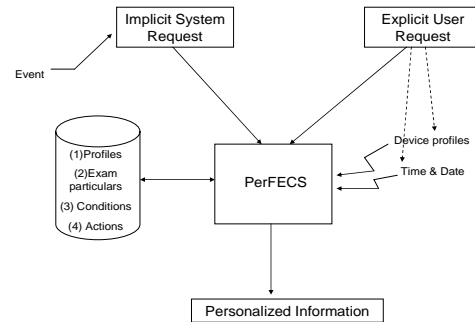 Implicit System
Request
Explicit User
Request
Event
Device profiles
Time & Date
(1)Profiles
(2)Exam
particulars
(3) Conditions
(4) Actions
PerFECS
Personalized Information